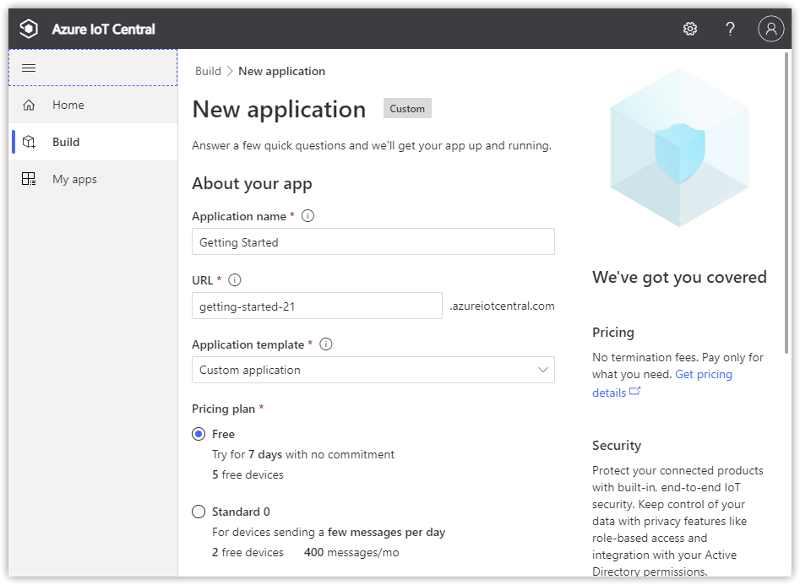 Azure IoT Central
?
Home
Build
My apps
Build > New application
New application Custom
Answer a few quick questions and we'll get your app up and running.
About your app
Application name *
Getting Started
URL *
getting-started-21 .azureiotcentral.com
Application template *
Custom application
Pricing plan *
Free
Try for 7 days with no commitment
5 free devices
Standard 0
For devices sending a few messages per day
2 free devices 400 messages/mo
We've got you covered
Pricing
No termination fees. Pay only for
what you need. Get pricing
details
Security
Protect your connected products
with built-in, end-to-end IoT
security. Keep control of your
data with privacy features like
role-based access and
integration with your Active
Directory permissions.